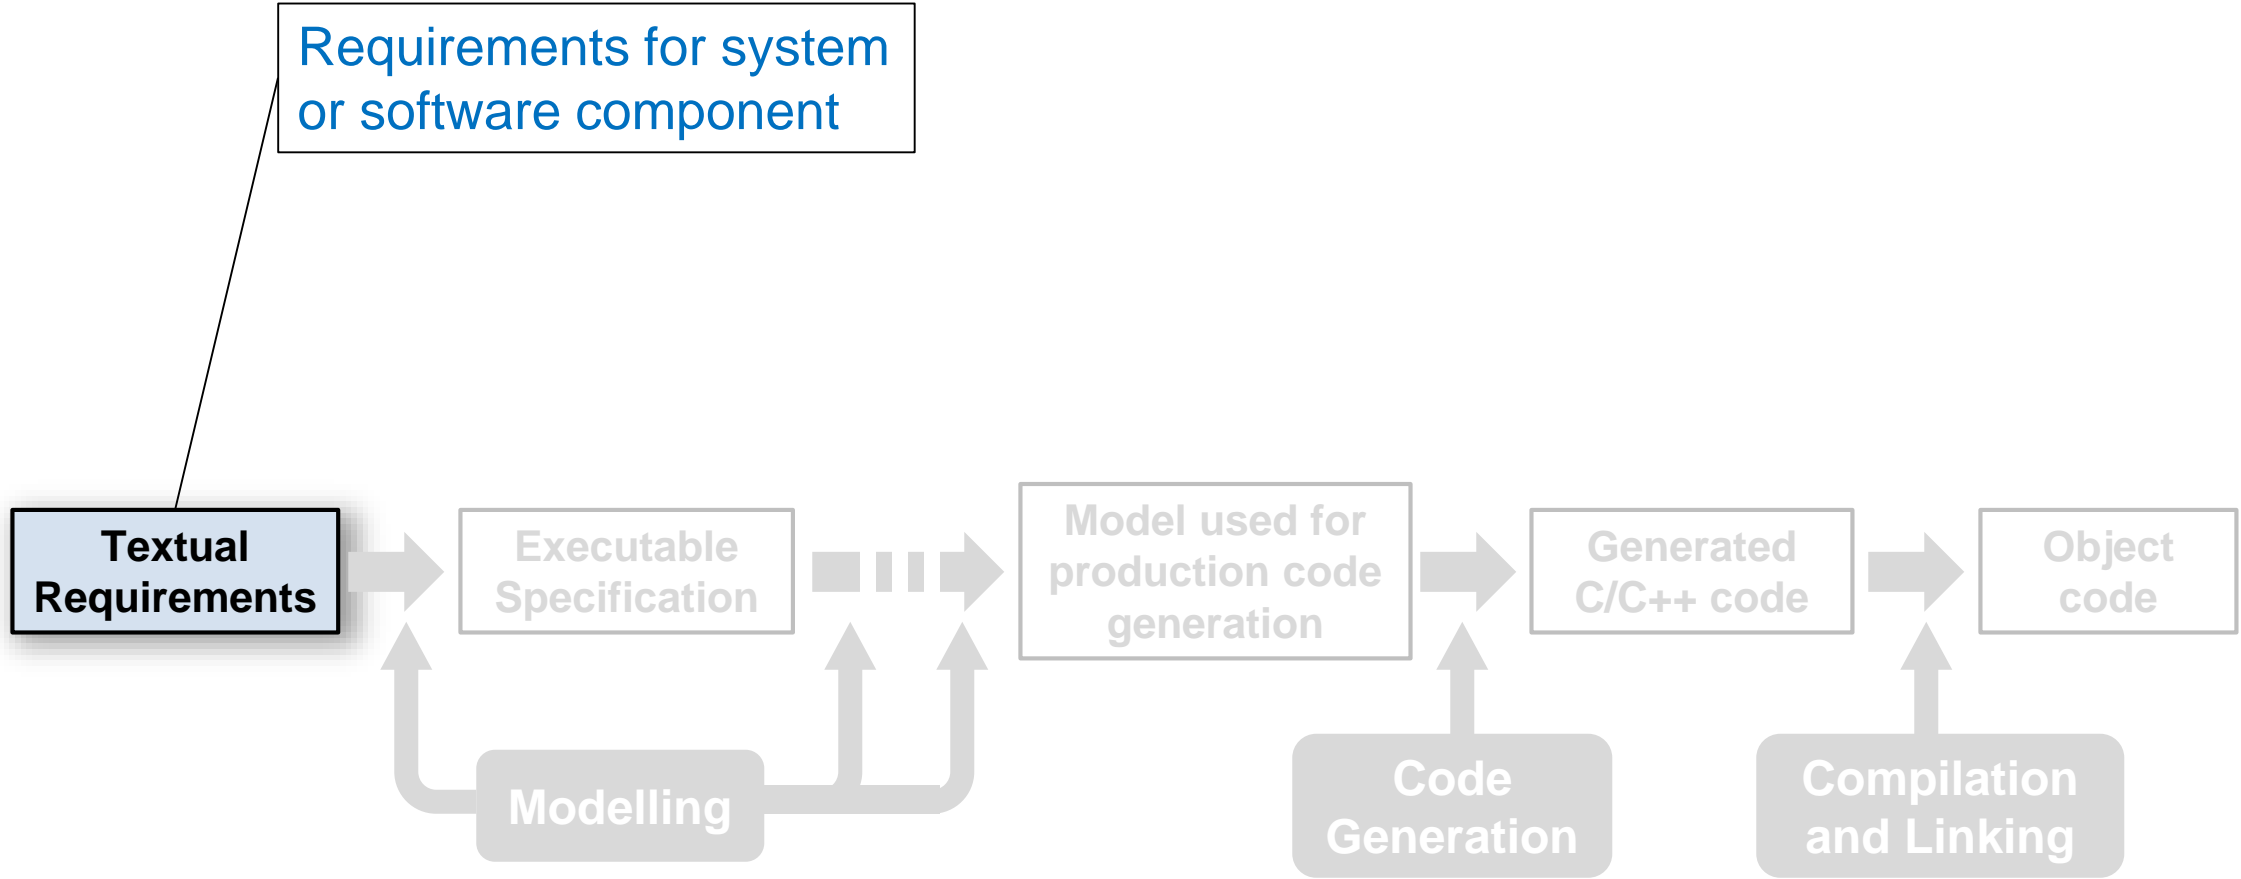 Requirements for system
or software component
Textual
Requirements
Executable
Specification
Model used for
production code
generation
Generated
C/C++ code
Object
code
Modelling
Code
Generation
Compilation
and Linking